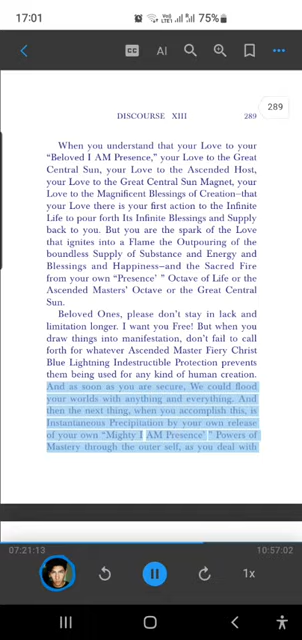 17:01
Vo))
LTE1
75%
CC
AI
289
DISCOURSE XIII 289
When you understand that your Love to your
"Beloved I AM Presence," your Love to the Great
Central Sun, your Love to the Ascended Host,
your Love to the Great Central Sun Magnet, your
Love to the Magnificent Blessings of Creation—that
your Love there is your first action to the Infinite
Life to pour forth Its Infinite Blessings and Supply
back to you. But you are the spark of the Love
that ignites into a Flame the Outpouring of the
boundless Supply of Substance and Energy and
Blessings and Happiness—and the Sacred Fire
from your own "Presence' " Octave of Life or the
Ascended Masters' Octave or the Great Central
Sun.
Beloved Ones, please don't stay in lack and
limitation longer. I want you Free! But when you
draw things into manifestation, don't fail to call
forth for whatever Ascended Master Fiery Christ
Blue Lightning Indestructible Protection prevents
them being used for any kind of human creation.
And as soon as you are secure, We could flood
your worlds with anything and everything. And
then the next thing, when you accomplish this, is
Instantaneous Precipitation by your own release
of your own "Mighty I AM Presence' " Powers of
Mastery through the outer self, as you deal with
07:21:13
10:57:02
1x